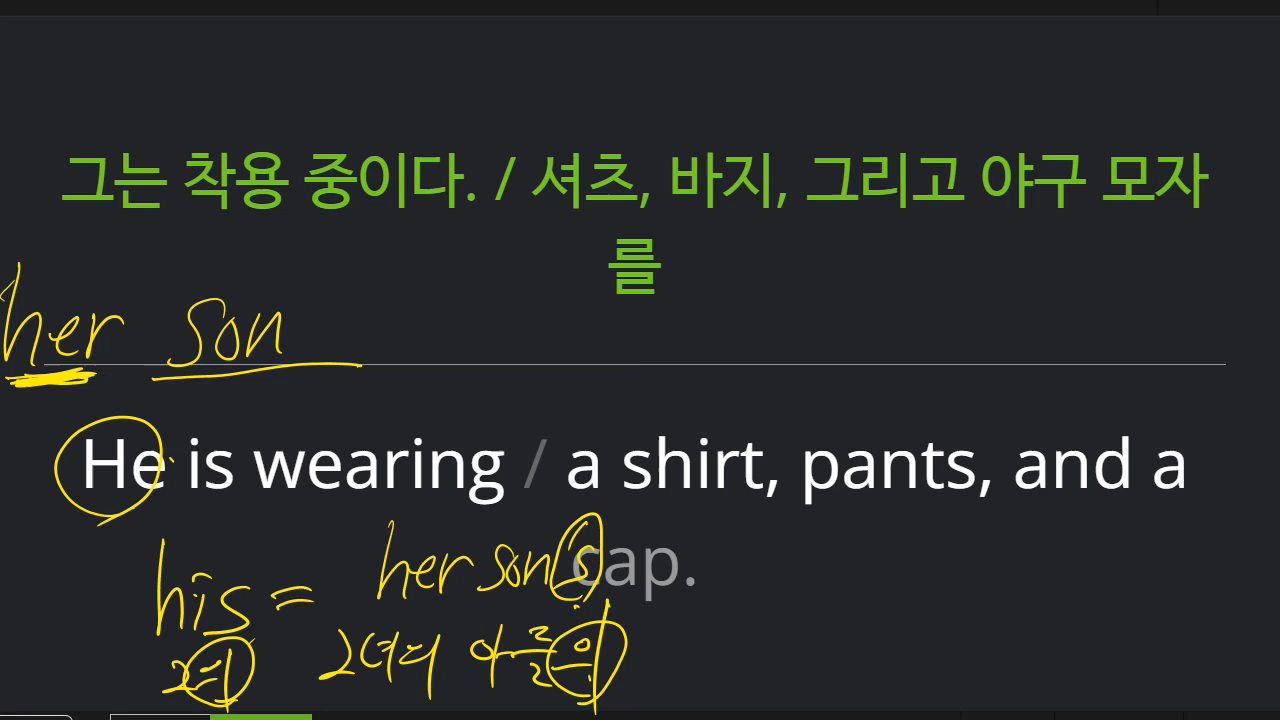 그는 착용 중이다. / 셔츠, 바지, 그리고 야구 모자
를
her son
He is wearing / a shirt, pants, and a
cap.
his = her son's
그의 그녀의 아들의